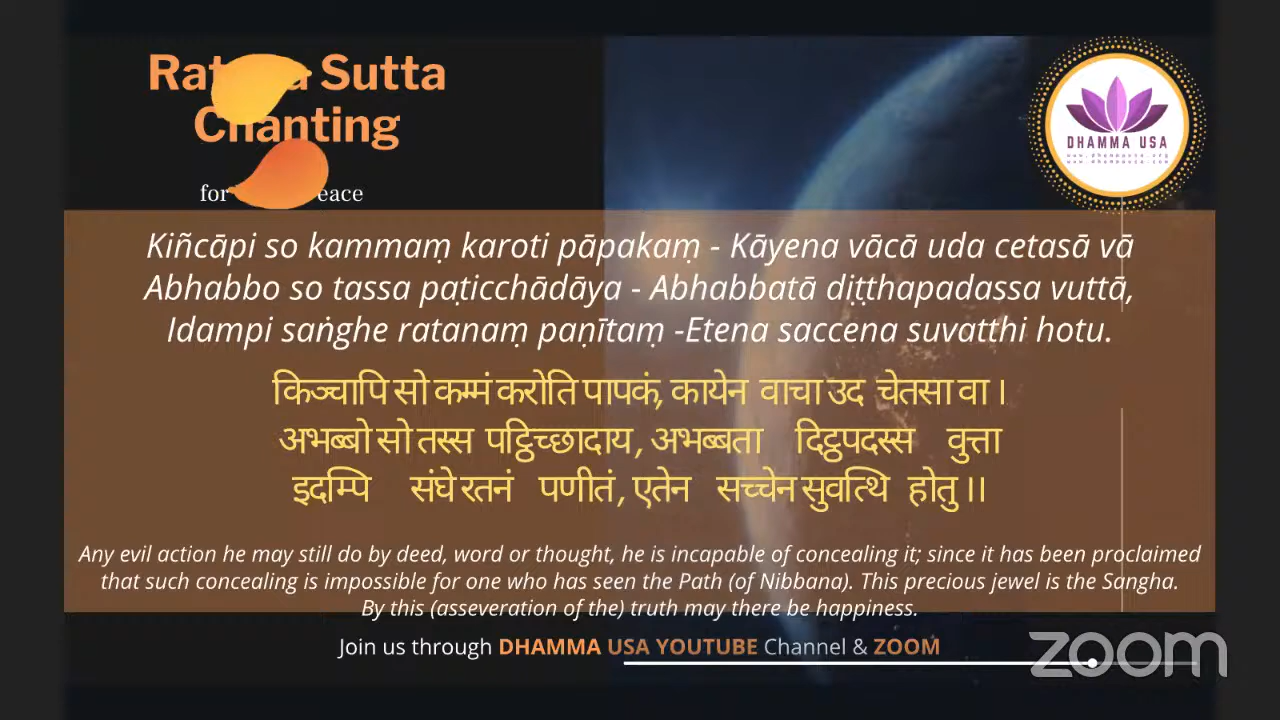 Sutta
Chanting
for eace
DHAMMA USA
Kiñcāpi so kammaṃ karoti pāpakaṃ - Kāyena vācā uda cetasā vā
Abhabbo so tassa paṭicchādāya - Abhabbatā diṭṭhapadassa vuttā,
Idampi saṅghe ratanaṃ paṇītaṃ -Etena saccena suvatthi hotu.
किञ्चापि सो कम्मं करोति पापकं, कायेन वाचा उद चेतसा वा ।
अभब्बो सो तस्स पट्टिच्छादाय, अभब्बता दिट्ठपदस्स वुत्ता
इदम्पि संघे रतनं पणीतं, एतेन सच्चेन सुवत्थि होतु ।।
Any evil action he may still do by deed, word or thought, he is incapable of concealing it; since it has been proclaimed
that such concealing is impossible for one who has seen the Path (of Nibbana). This precious jewel is the Sangha.
By this (asseveration of the) truth may there be happiness.
Join us through DHAMMA USA YOUTUBE Channel & ZOOM
zoom